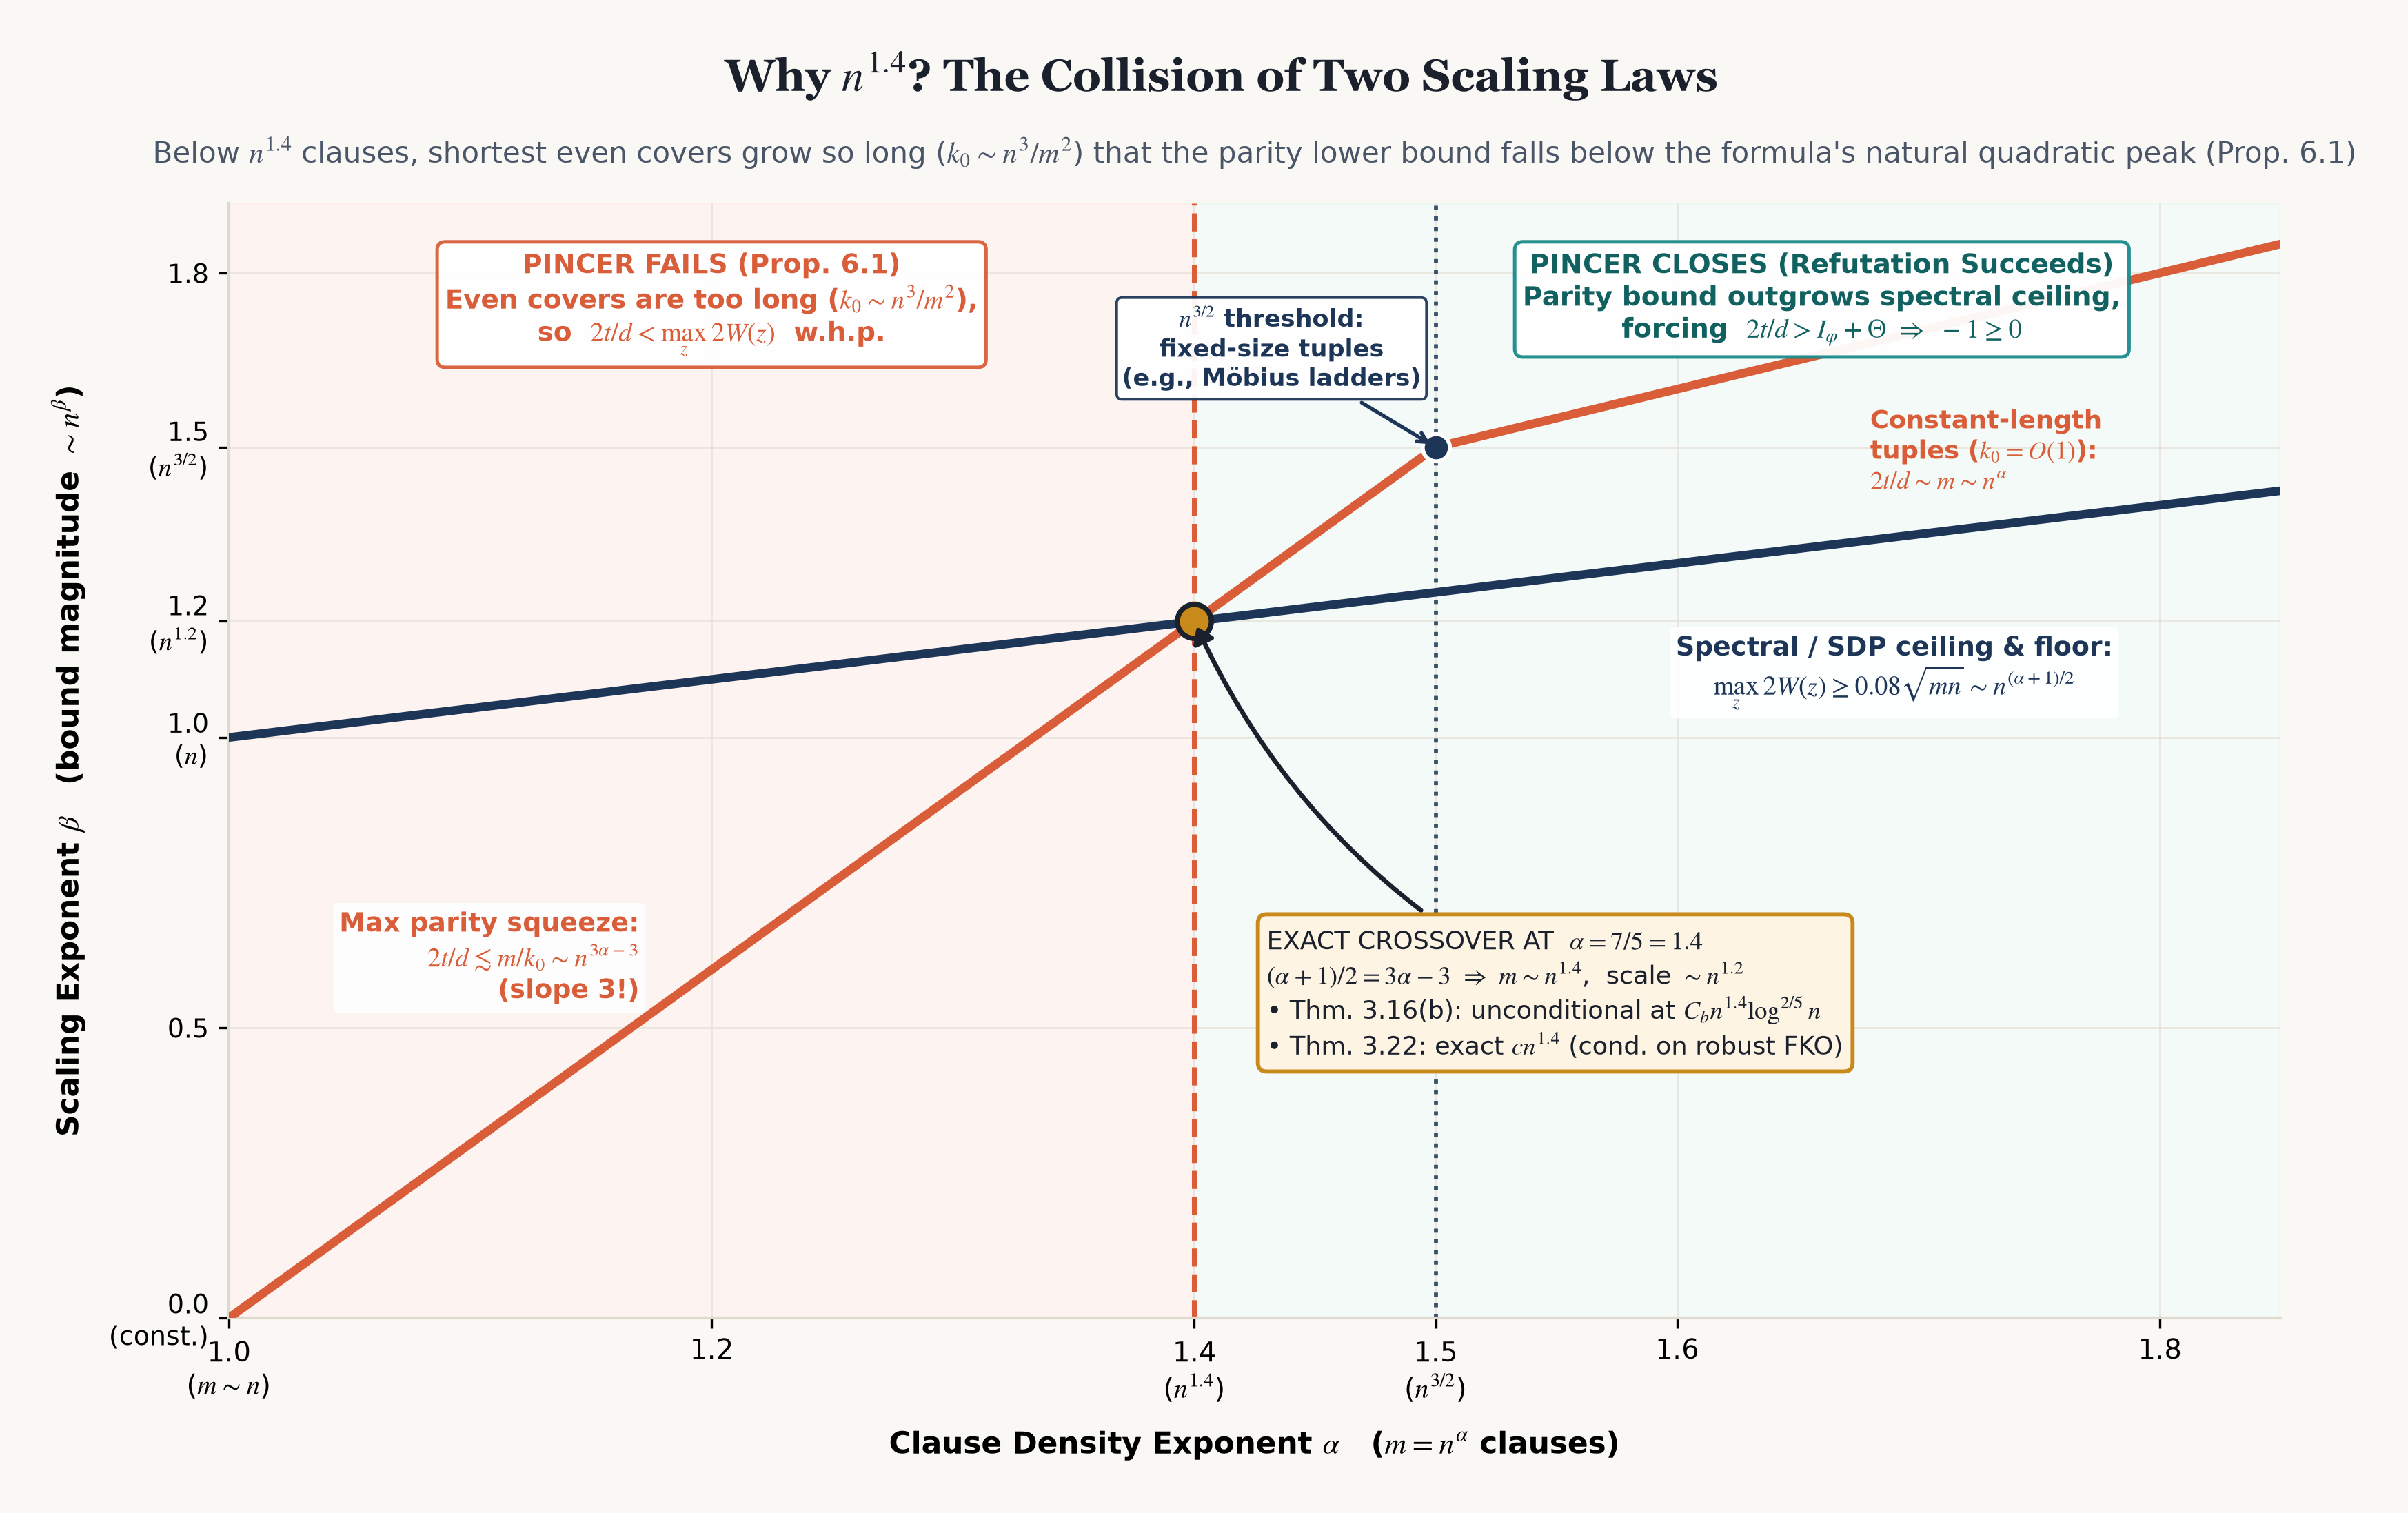 Why n^1.4? The Collision of Two Scaling Laws
Below n^1.4 clauses, shortest even covers grow so long (k₀ ~ n³/m²) that the parity lower bound falls below the formula's natural quadratic peak (Prop. 6.1)
PINCER FAILS (Prop. 6.1)
Even covers are too long (k₀ ~ n³/m²),
so 2t/d < max_z 2W(z) w.h.p.
n^3/2 threshold:
fixed-size tuples
(e.g., Möbius ladders)
PINCER CLOSES (Refutation Succeeds)
Parity bound outgrows spectral ceiling,
forcing 2t/d > I_φ + Θ ⇒ −1 ≥ 0
Constant-length
tuples (k₀ = O(1)):
2t/d ~ m ~ n^α
Spectral / SDP ceiling & floor:
max_z 2W(z) ≥ 0.08√mn ~ n^(α+1)/2
Max parity squeeze:
2t/d ≲ m/k₀ ~ n^3α−3
(slope 3!)
EXACT CROSSOVER AT α = 7/5 = 1.4
(α + 1)/2 = 3α − 3 ⇒ m ~ n^1.4, scale ~ n^1.2
• Thm. 3.16(b): unconditional at C_b n^1.4 log^2/5 n
• Thm. 3.22: exact cn^1.4 (cond. on robust FKO)
Scaling Exponent β (bound magnitude ~ n^β)
1.8
1.5
(n^3/2)
1.2
(n^1.2)
1.0
(n)
0.5
0.0
(const.)
1.0
(m ~ n)
1.2
1.4
(n^1.4)
1.5
(n^3/2)
1.6
1.8
Clause Density Exponent α (m = n^α clauses)